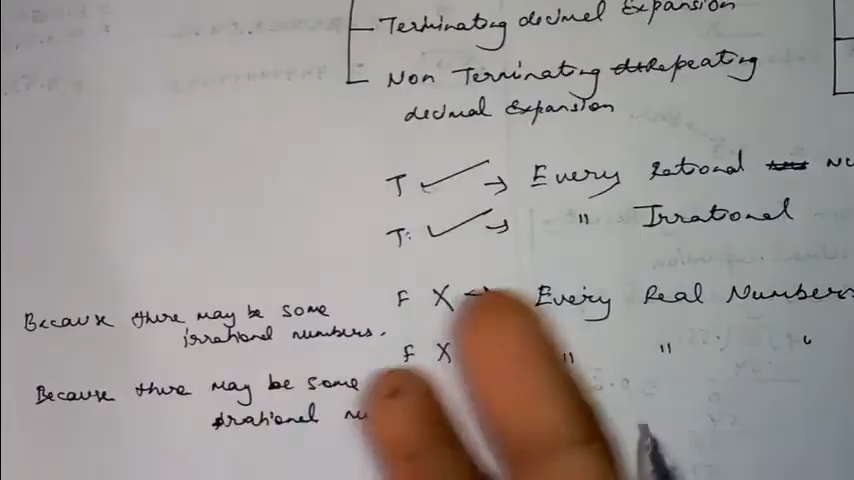 Terminating decimal Expansion
Non Terminating Repeating
decimal Expansion
T ✓ → Every Rational
T: ✓ → " Irrational
F X → Every Real Numbers
Because there may be some
irrational numbers.
F X " " "
Because there may be some
rational